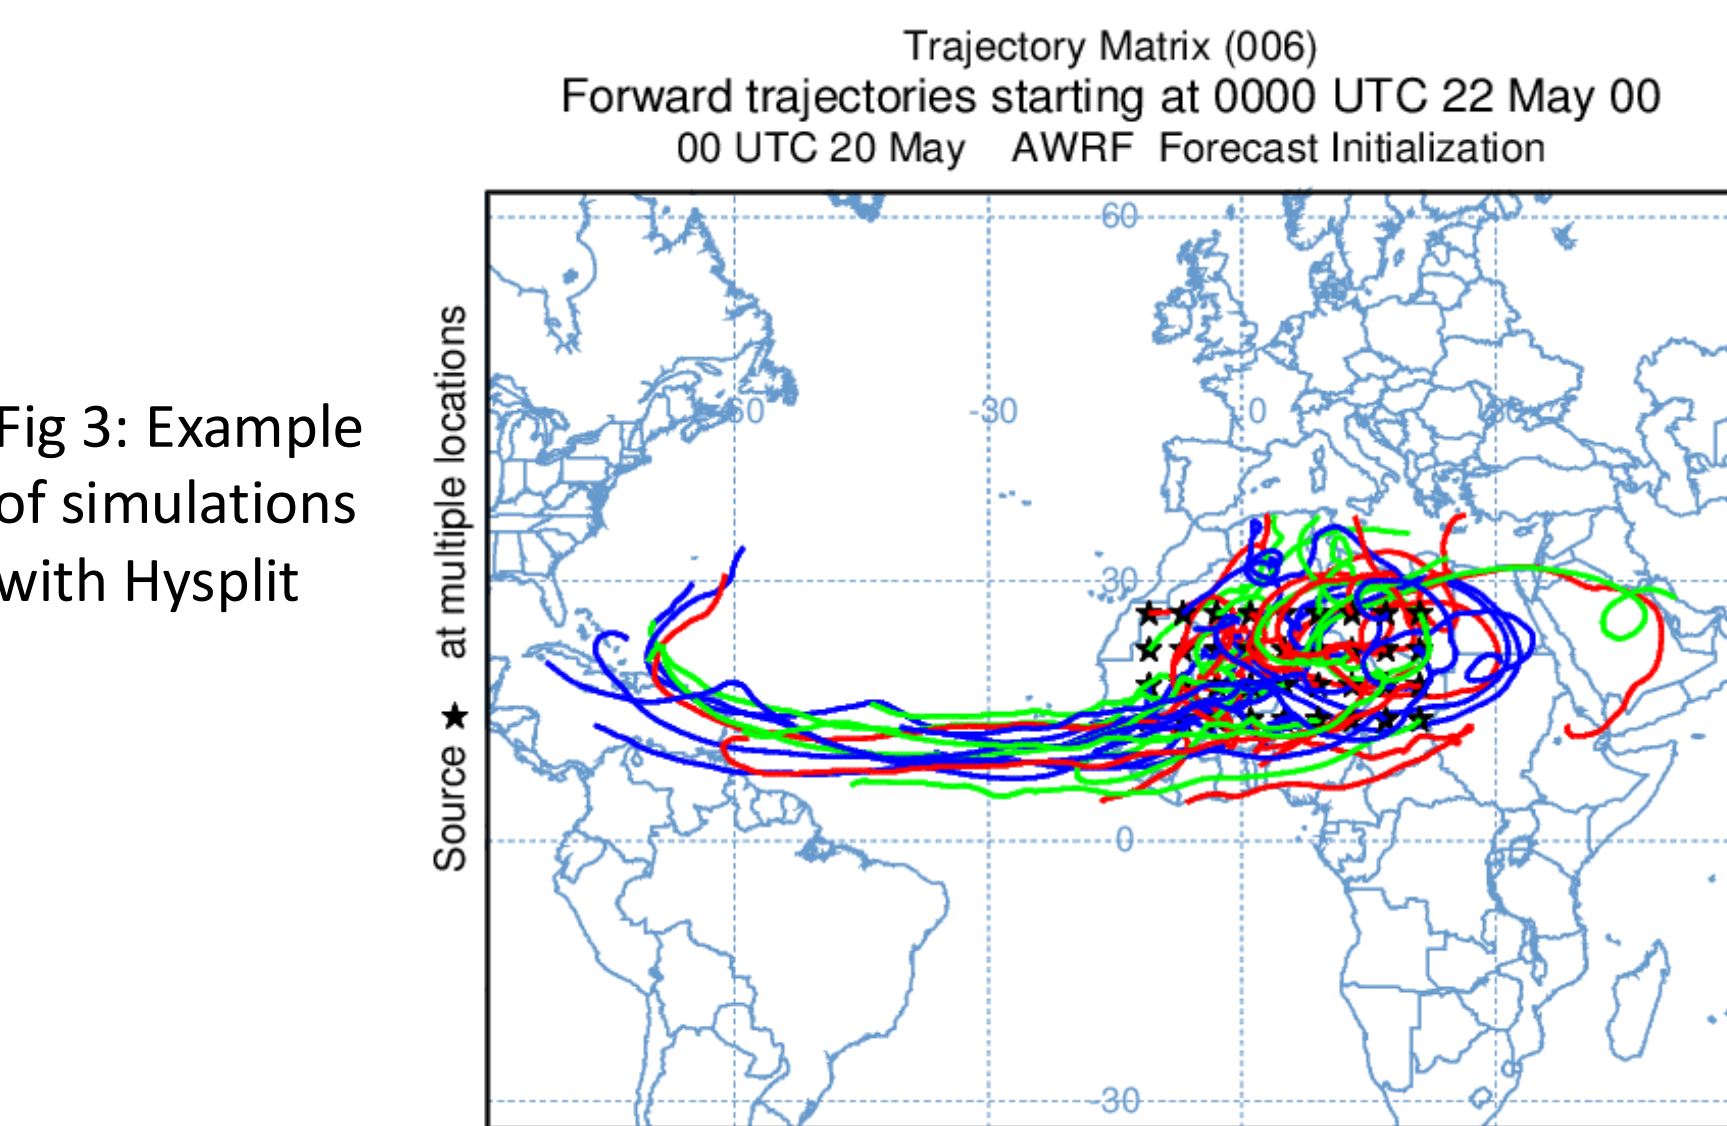 Trajectory Matrix (006)
Forward trajectories starting at 0000 UTC 22 May 00
00 UTC 20 May AWRF Forecast Initialization
Fig 3: Example
of simulations
with Hysplit
Source ★ at multiple locations
60
-30
0
30
0
-30